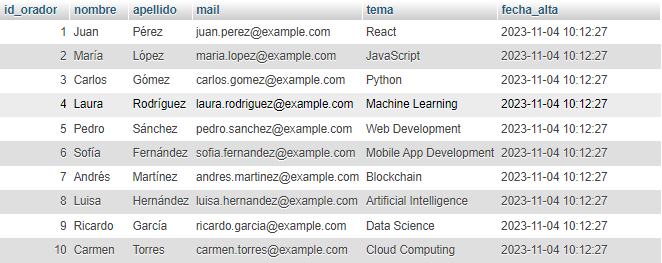 id_orador nombre apellido mail tema fecha_alta
1 Juan Pérez juan.perez@example.com React 2023-11-04 10:12:27
2 María López maria.lopez@example.com JavaScript 2023-11-04 10:12:27
3 Carlos Gómez carlos.gomez@example.com Python 2023-11-04 10:12:27
4 Laura Rodríguez laura.rodriguez@example.com Machine Learning 2023-11-04 10:12:27
5 Pedro Sánchez pedro.sanchez@example.com Web Development 2023-11-04 10:12:27
6 Sofía Fernández sofia.fernandez@example.com Mobile App Development 2023-11-04 10:12:27
7 Andrés Martínez andres.martinez@example.com Blockchain 2023-11-04 10:12:27
8 Luisa Hernández luisa.hernandez@example.com Artificial Intelligence 2023-11-04 10:12:27
9 Ricardo García ricardo.garcia@example.com Data Science 2023-11-04 10:12:27
10 Carmen Torres carmen.torres@example.com Cloud Computing 2023-11-04 10:12:27